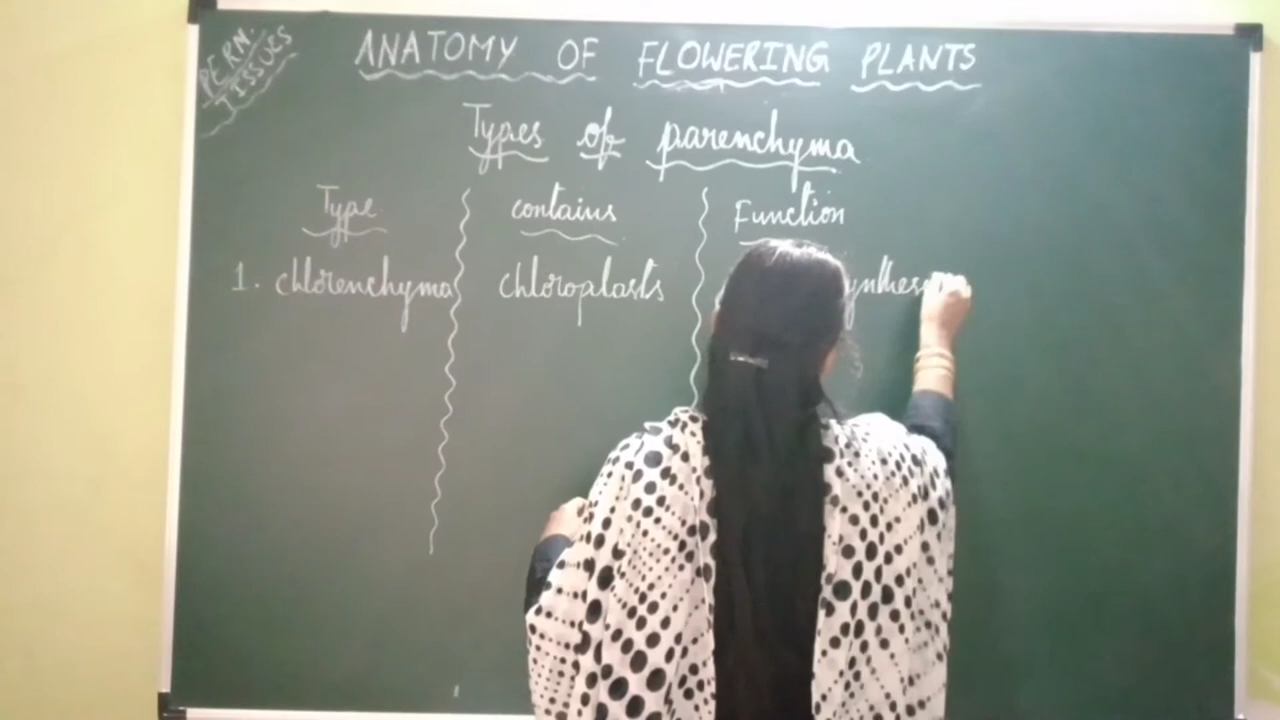 PERM.
TISSUES
ANATOMY OF FLOWERING PLANTS
Types of parenchyma
Type contains Function
1. chlorenchyma chloroplasts